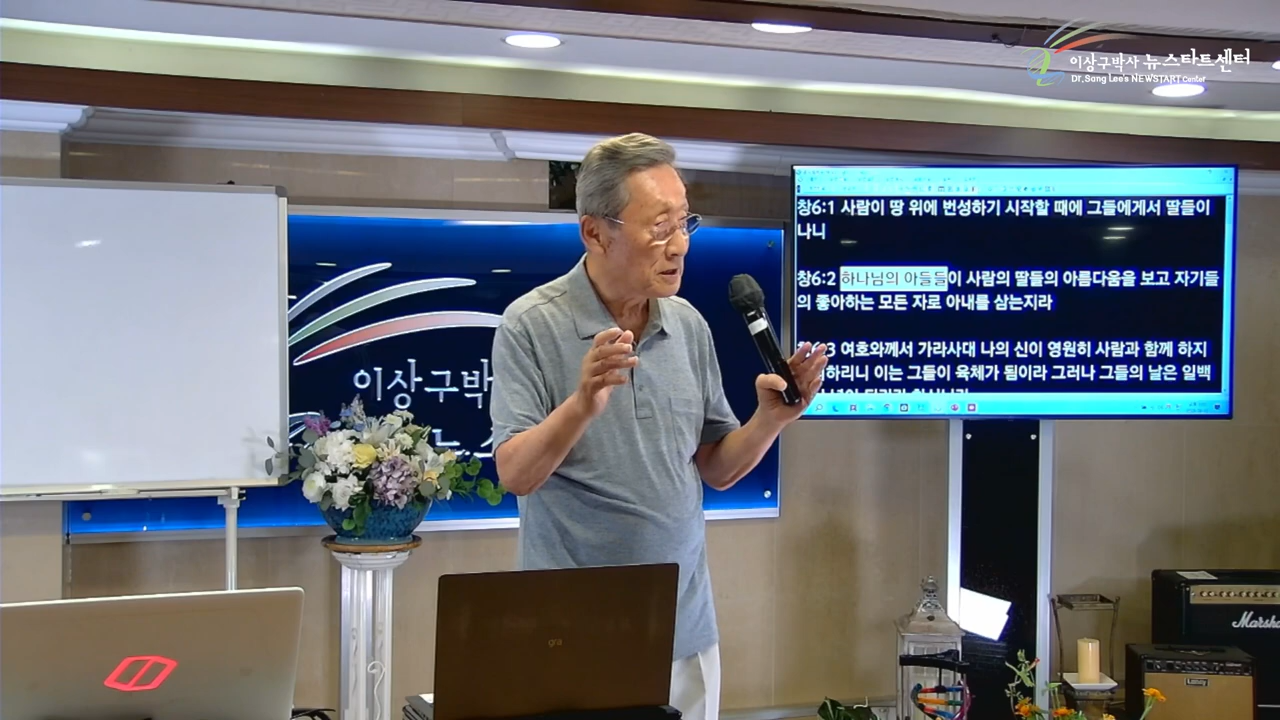 이상구박사 뉴스타트센터
Dr.Sang Lee's NEWSTART Center
창6:1 사람이 땅 위에 번성하기 시작할 때에 그들에게서 딸들이
나니
창6:2 하나님의 아들들이 사람의 딸들의 아름다움을 보고 자기들
의 좋아하는 모든 자로 아내를 삼는지라
3 여호와께서 가라사대 나의 신이 영원히 사람과 함께 하지
하리니 이는 그들이 육체가 됨이라 그러나 그들의 날은 일백
이상구박
뉴스
gram
Marsha
Laney